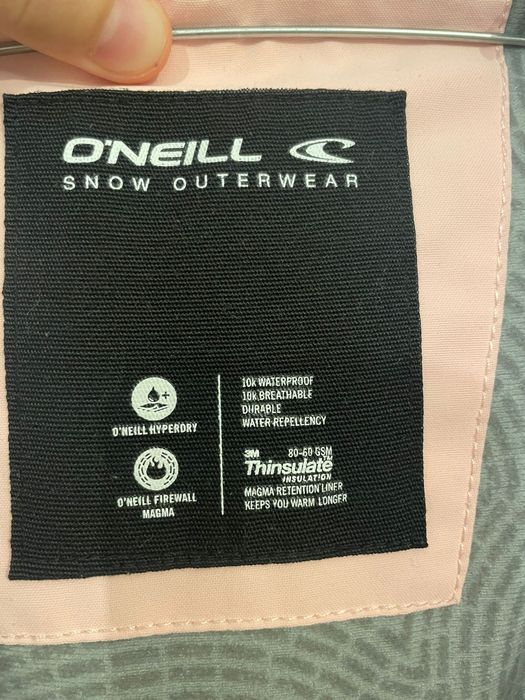 O'NEILL
SNOW OUTERWEAR
O'NEILL HYPERDRY
10k WATERPROOF
10k BREATHABLE
DURABLE
WATER REPELLENCY
O'NEILL FIREWALL
MAGMA
3M 80-60 GSM
Thinsulate™
INSULATION
MAGMA RETENTION LINER
KEEPS YOU WARM LONGER